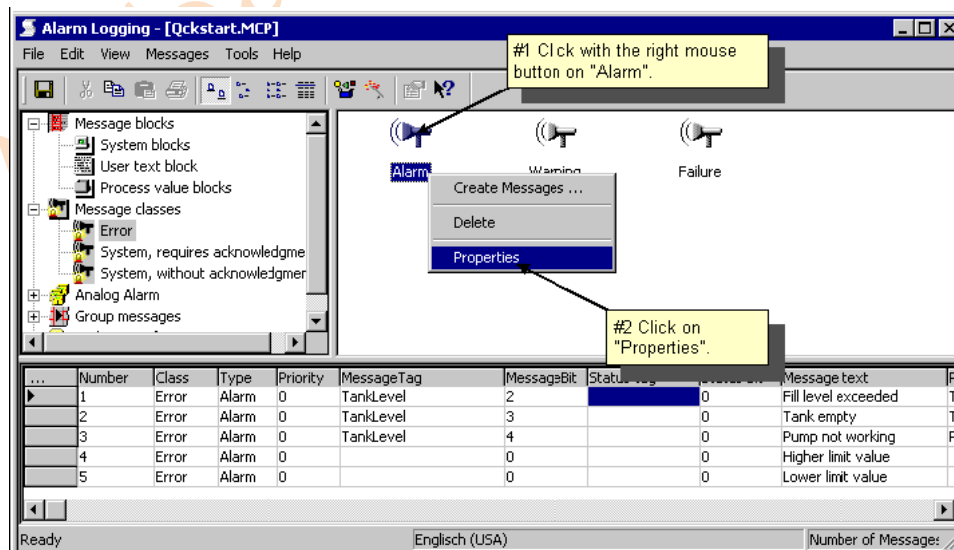 Alarm Logging - [Qckstart.MCP]
File Edit View Messages Tools Help
#1 Clck with the right mouse
button on "Alarm".
Message blocks
System blocks
User text block
Process value blocks
Message classes
Error
System, requires acknowledgme
System, without acknowledgmer
Analog Alarm
Group messages
Alarm Warning Failure
Create Messages ...
Delete
Properties
#2 Click on
"Properties".
... Number Class Type Priority MessageTag MessageBit Status Message text
1 Error Alarm 0 TankLevel 2 0 Fill level exceeded T
2 Error Alarm 0 TankLevel 3 0 Tank empty T
3 Error Alarm 0 TankLevel 4 0 Pump not working F
4 Error Alarm 0 0 0 Higher limit value
5 Error Alarm 0 0 0 Lower limit value
Ready Englisch (USA) Number of Messages